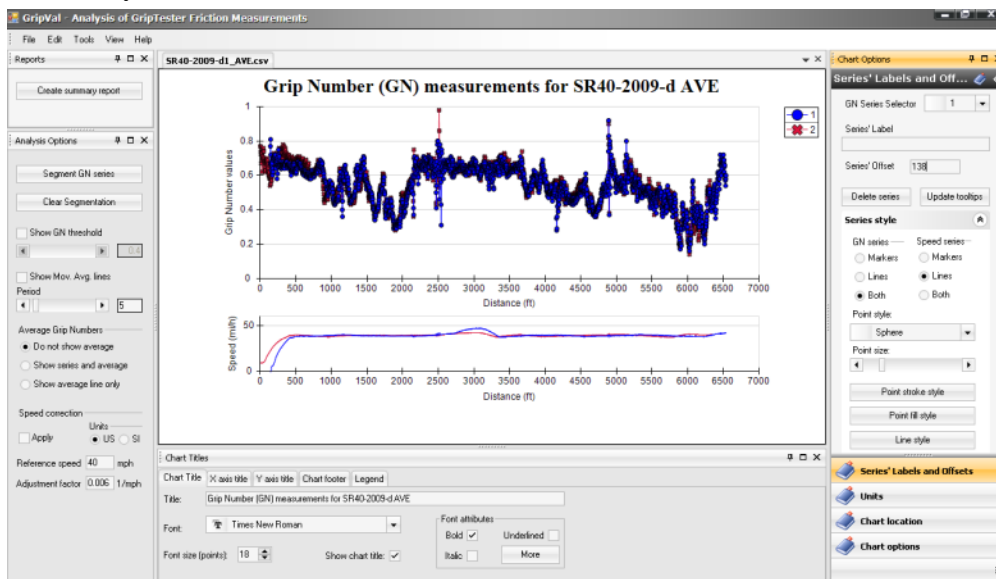 GripVal - Analysis of GripTester Friction Measurements
File Edit Tools View Help
Reports
Create summary report
Analysis Options
Segment GN series
Clear Segmentation
Show GN threshold
0.4
Show Mov. Avg. lines
Period
5
Average Grip Numbers
Do not show average
Show series and average
Show average line only
Speed correction
Units
Apply US SI
Reference speed 40 mph
Adjustment factor 0.006 1/mph
SR40-2009-d1_AVE.csv
Grip Number (GN) measurements for SR40-2009-d AVE
1
2
Grip Number values
1
0.8
0.6
0.4
0.2
0
0 500 1000 1500 2000 2500 3000 3500 4000 4500 5000 5500 6000 6500 7000
Distance (ft)
Speed (mi/h)
50
0
0 500 1000 1500 2000 2500 3000 3500 4000 4500 5000 5500 6000 6500 7000
Distance (ft)
Chart Titles
Chart Title X axis title Y axis title Chart footer Legend
Title: Grip Number (GN) measurements for SR40-2009-d AVE
Font: Times New Roman
Font attributes
Bold Underlined
Italic More
Font size (points): 18 Show chart title:
Chart Options
Series' Labels and Off...
GN Series Selector 1
Series' Label
Series' Offset 138
Delete series Update tooltips
Series style
GN series Speed series
Markers Markers
Lines Lines
Both Both
Point style:
Sphere
Point size:
Point stroke style
Point fill style
Line style
Series' Labels and Offsets
Units
Chart location
Chart options